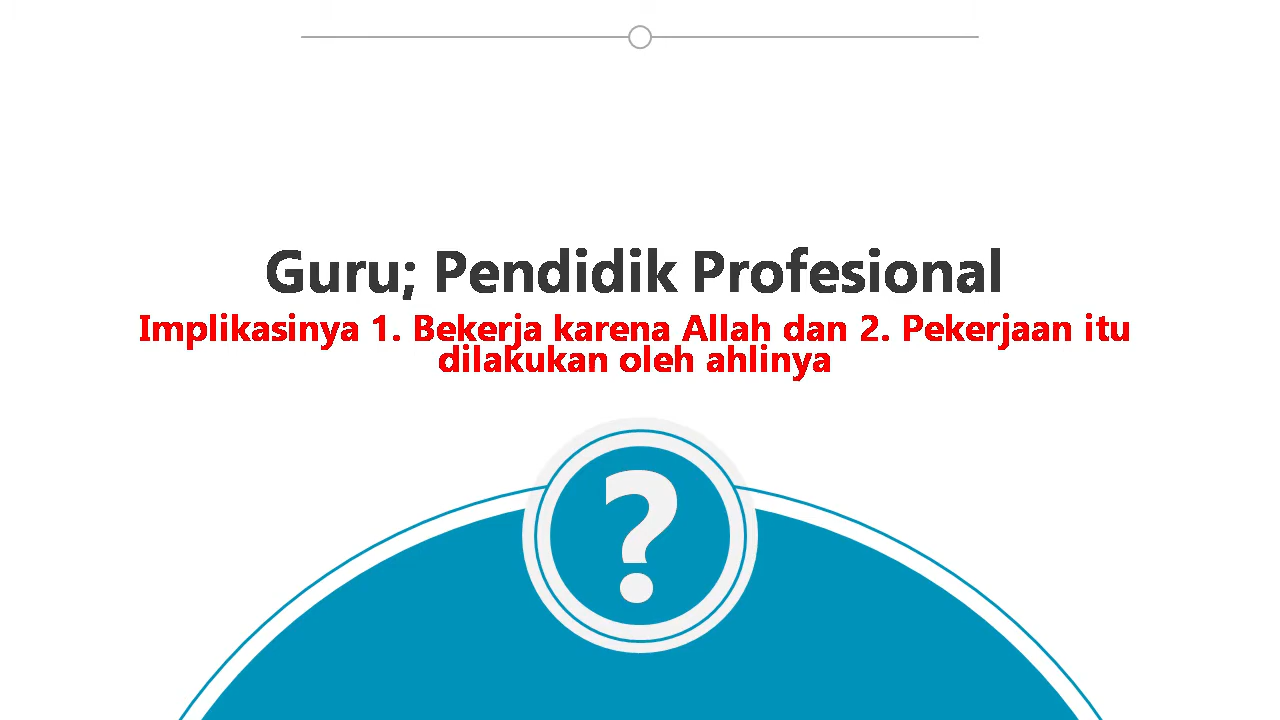 Guru; Pendidik Profesional
Implikasinya 1. Bekerja karena Allah dan 2. Pekerjaan itu
dilakukan oleh ahlinya
?